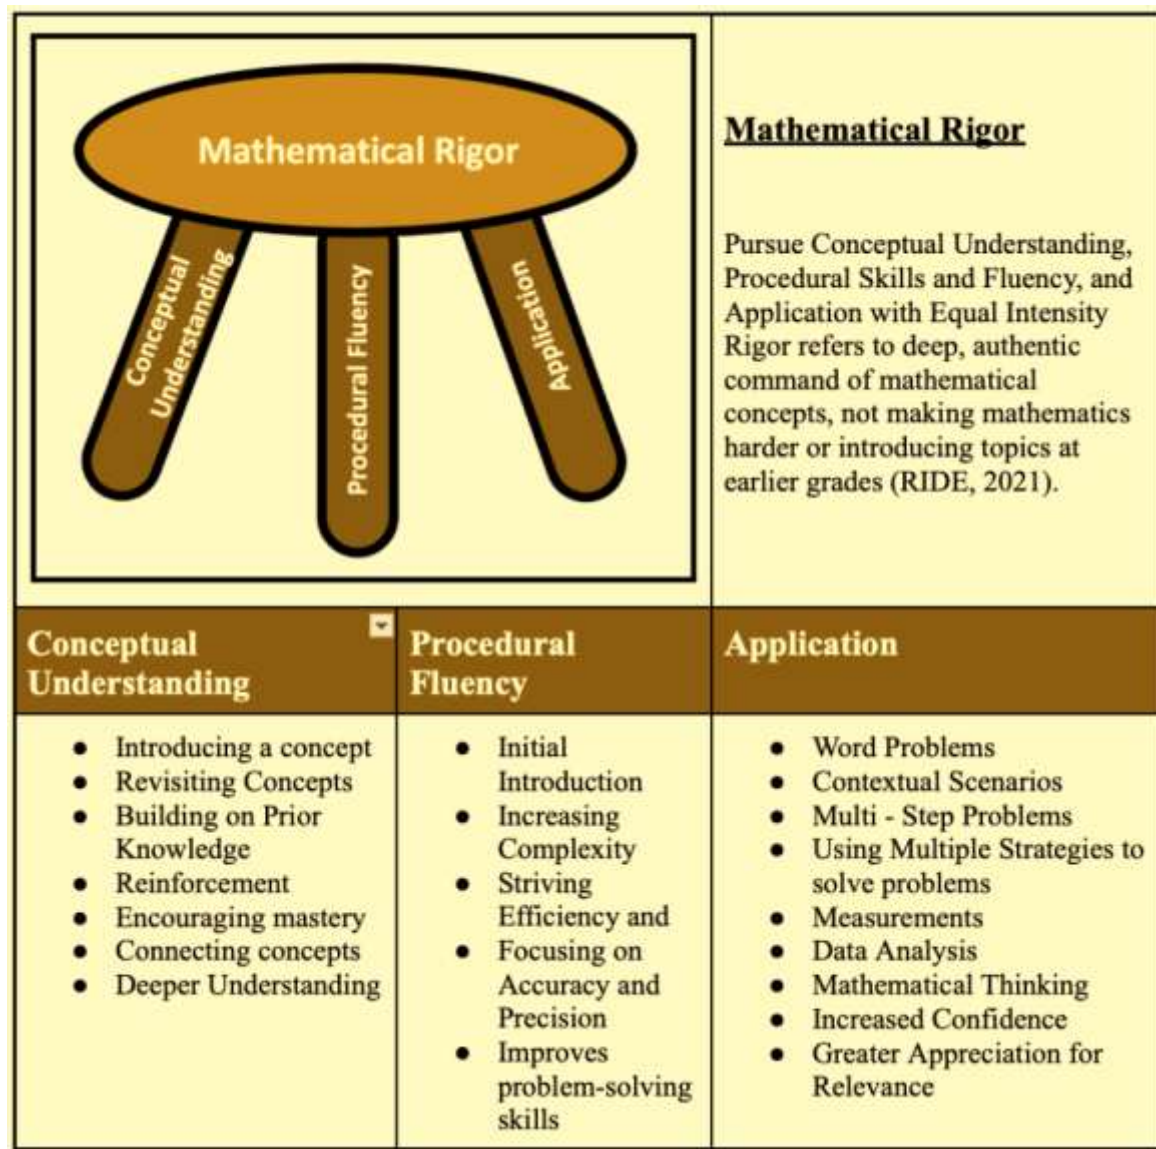 Mathematical Rigor
Conceptual
Understanding
Procedural Fluency
Application
Mathematical Rigor
Pursue Conceptual Understanding,
Procedural Skills and Fluency, and
Application with Equal Intensity
Rigor refers to deep, authentic
command of mathematical
concepts, not making mathematics
harder or introducing topics at
earlier grades (RIDE, 2021).
Conceptual
Understanding
● Introducing a concept
● Revisiting Concepts
● Building on Prior
Knowledge
● Reinforcement
● Encouraging mastery
● Connecting concepts
● Deeper Understanding
Procedural
Fluency
● Initial
Introduction
● Increasing
Complexity
● Striving
Efficiency and
● Focusing on
Accuracy and
Precision
● Improves
problem-solving
skills
Application
● Word Problems
● Contextual Scenarios
● Multi - Step Problems
● Using Multiple Strategies to
solve problems
● Measurements
● Data Analysis
● Mathematical Thinking
● Increased Confidence
● Greater Appreciation for
Relevance